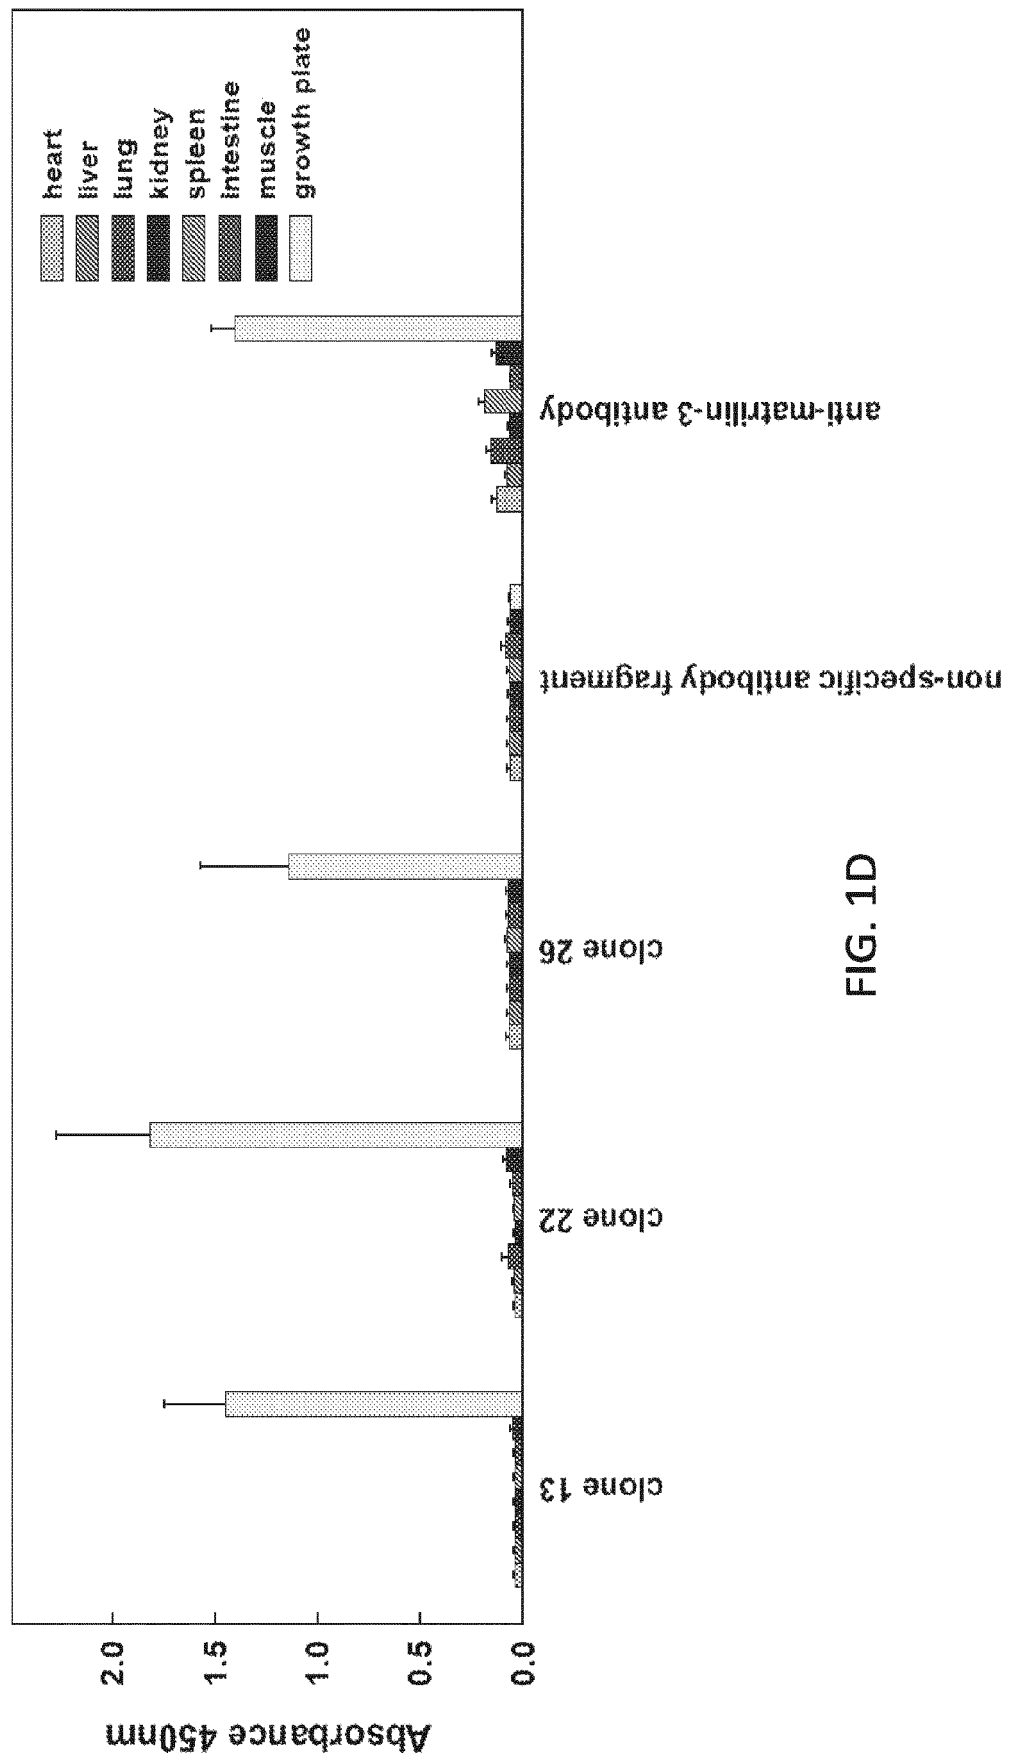 Absorbance 450nm
2.0
1.5
1.0
0.5
0.0
heart
liver
lung
kidney
spleen
intestine
muscle
growth plate
clone 13
clone 22
clone 26
non-specific antibody fragment
anti-matrilin-3 antibody
FIG. 1D